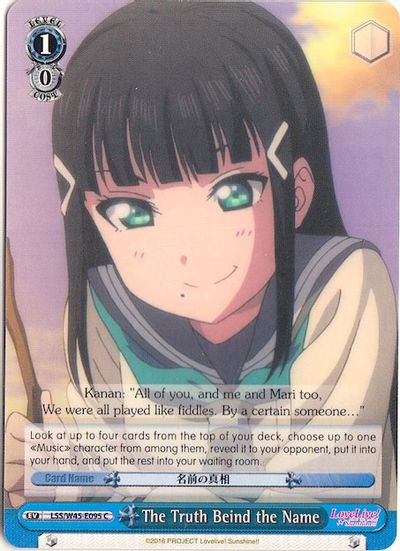 LEVEL
1
0
COST
Kanan: "All of you, and me and Mari too,
We were all played like fiddles. By a certain someone..."
Look at up to four cards from the top of your deck, choose up to one
«Music» character from among them, reveal it to your opponent, put it into
your hand, and put the rest into your waiting room.
Card Name 名前の真相
EV LSS/W45-E095 C The Truth Beind the Name LoveLive! Sunshine!!
©2016 PROJECT Lovelive! Sunshine!!